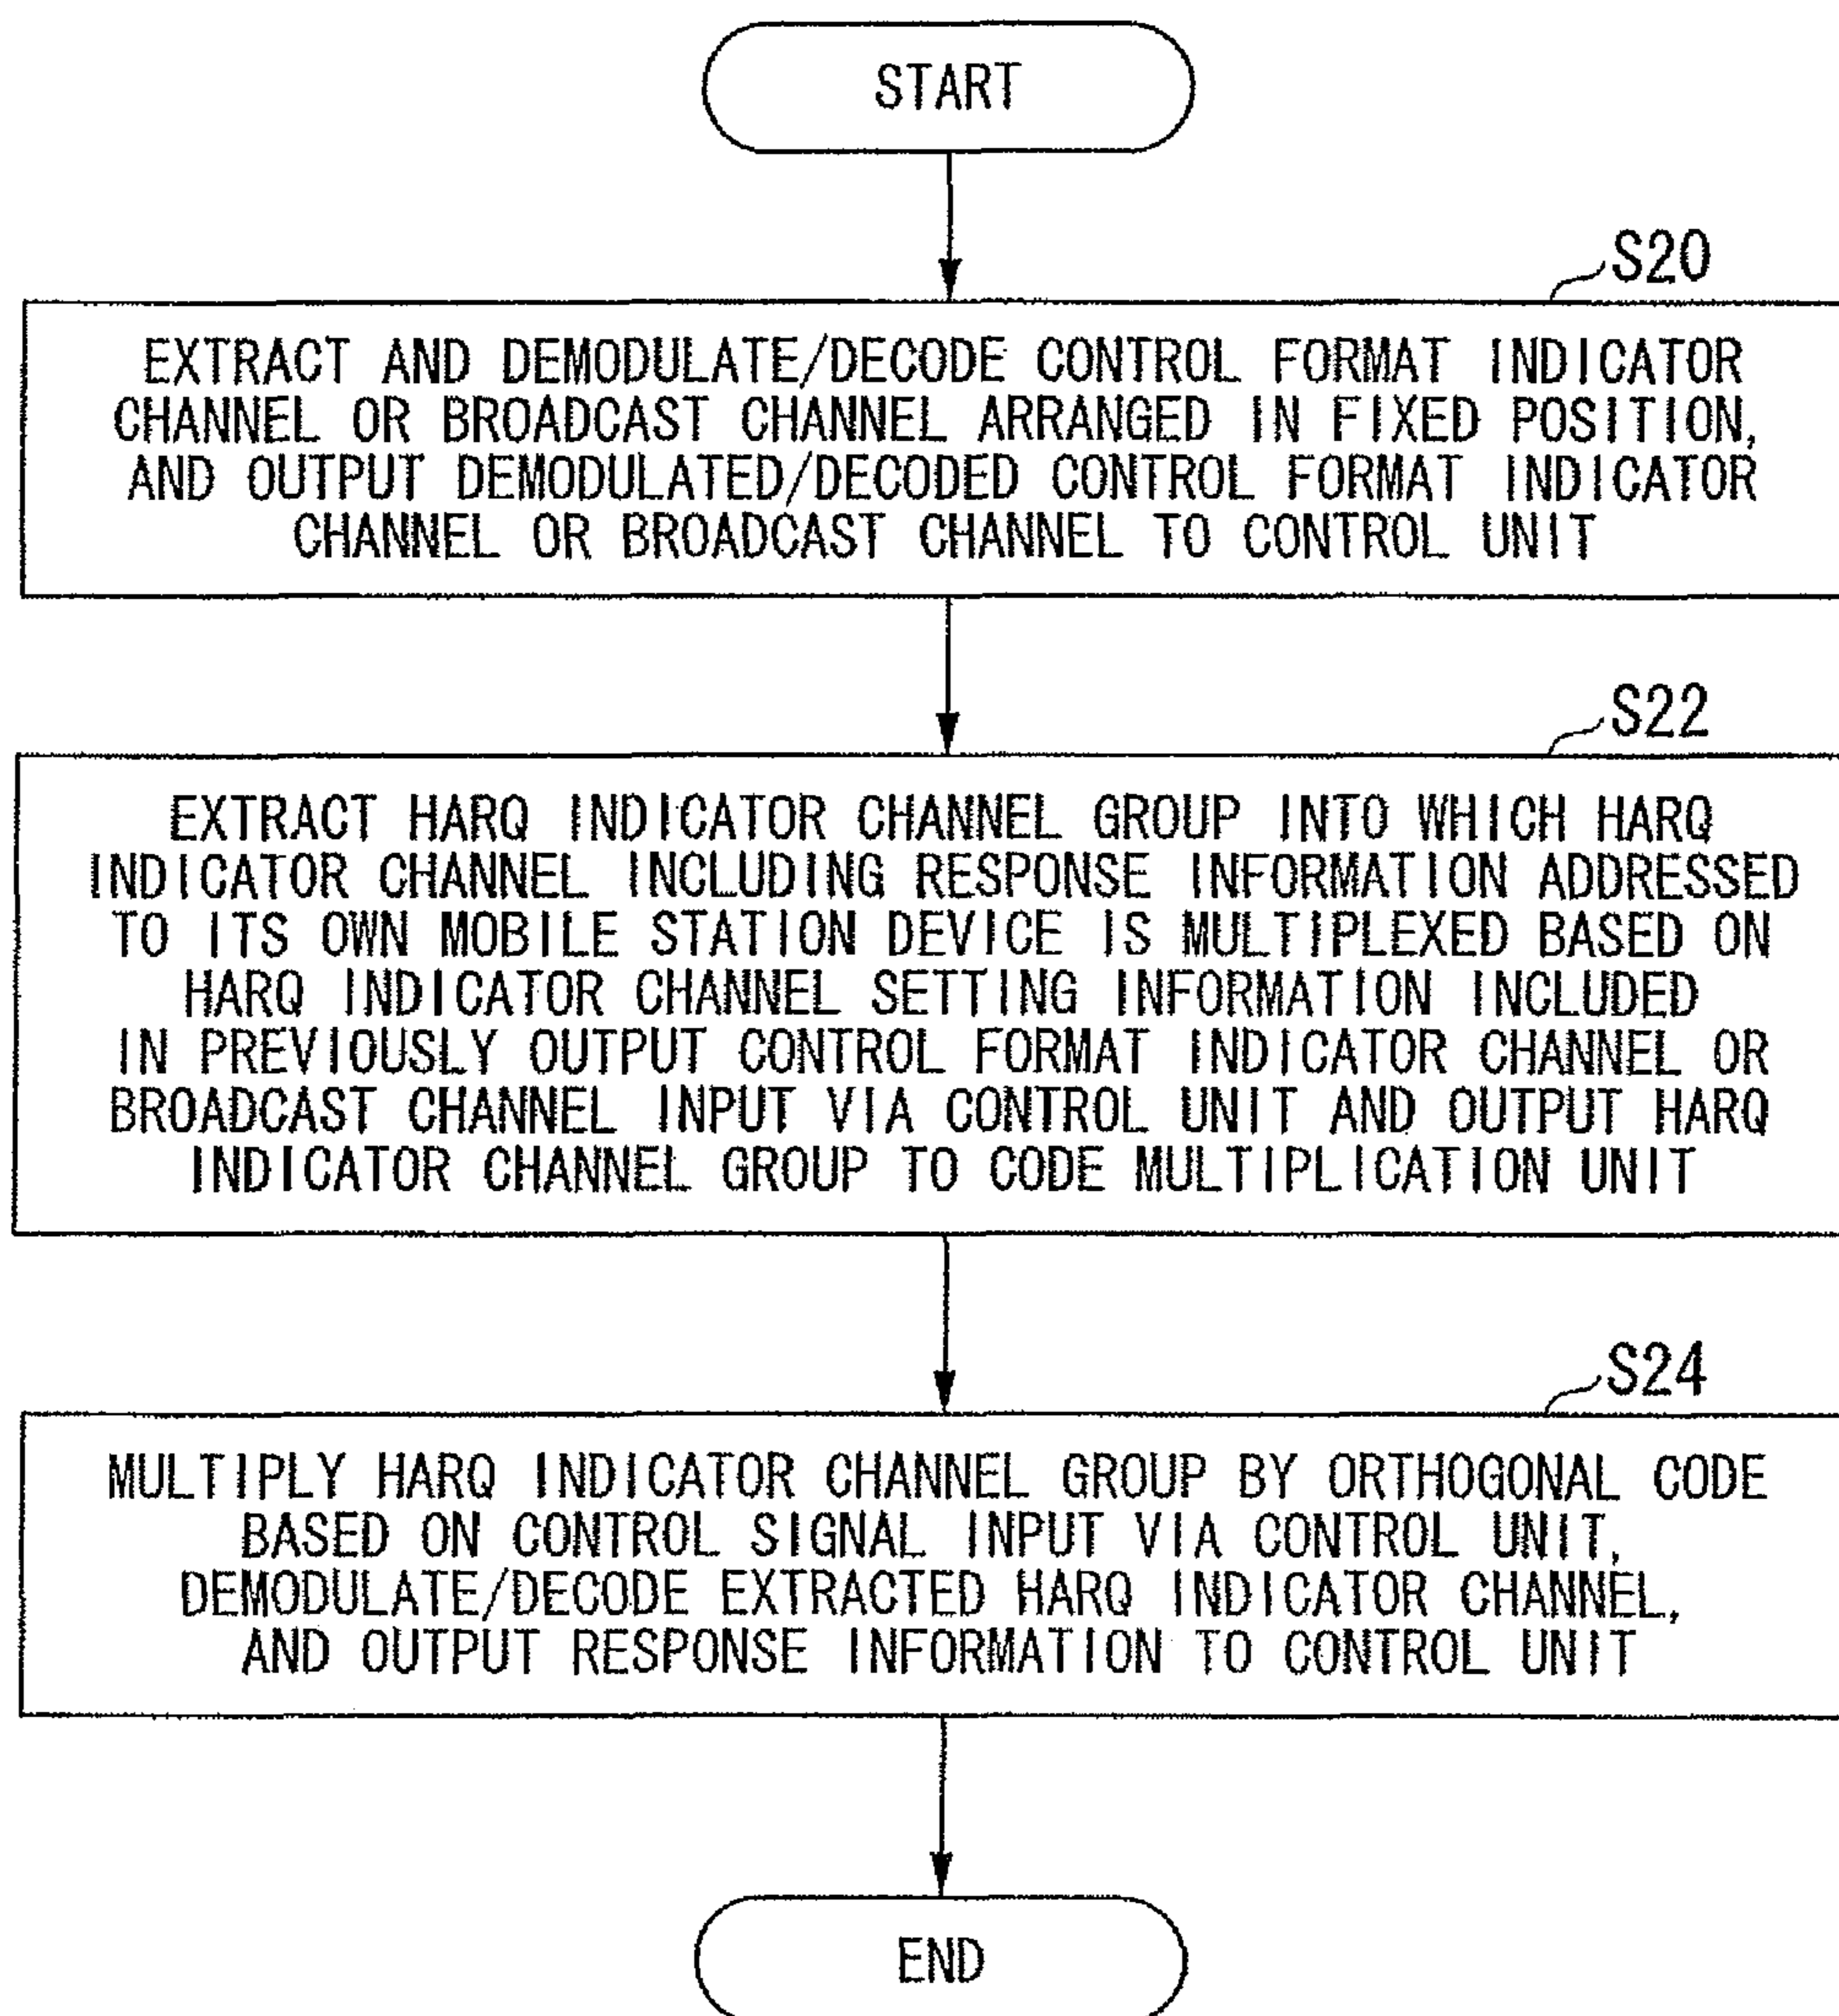 START
S20
EXTRACT AND DEMODULATE/DECODE CONTROL FORMAT INDICATOR
CHANNEL OR BROADCAST CHANNEL ARRANGED IN FIXED POSITION,
AND OUTPUT DEMODULATED/DECODED CONTROL FORMAT INDICATOR
CHANNEL OR BROADCAST CHANNEL TO CONTROL UNIT
S22
EXTRACT HARQ INDICATOR CHANNEL GROUP INTO WHICH HARQ
INDICATOR CHANNEL INCLUDING RESPONSE INFORMATION ADDRESSED
TO ITS OWN MOBILE STATION DEVICE IS MULTIPLEXED BASED ON
HARQ INDICATOR CHANNEL SETTING INFORMATION INCLUDED
IN PREVIOUSLY OUTPUT CONTROL FORMAT INDICATOR CHANNEL OR
BROADCAST CHANNEL INPUT VIA CONTROL UNIT AND OUTPUT HARQ
INDICATOR CHANNEL GROUP TO CODE MULTIPLICATION UNIT
S24
MULTIPLY HARQ INDICATOR CHANNEL GROUP BY ORTHOGONAL CODE
BASED ON CONTROL SIGNAL INPUT VIA CONTROL UNIT,
DEMODULATE/DECODE EXTRACTED HARQ INDICATOR CHANNEL,
AND OUTPUT RESPONSE INFORMATION TO CONTROL UNIT
END